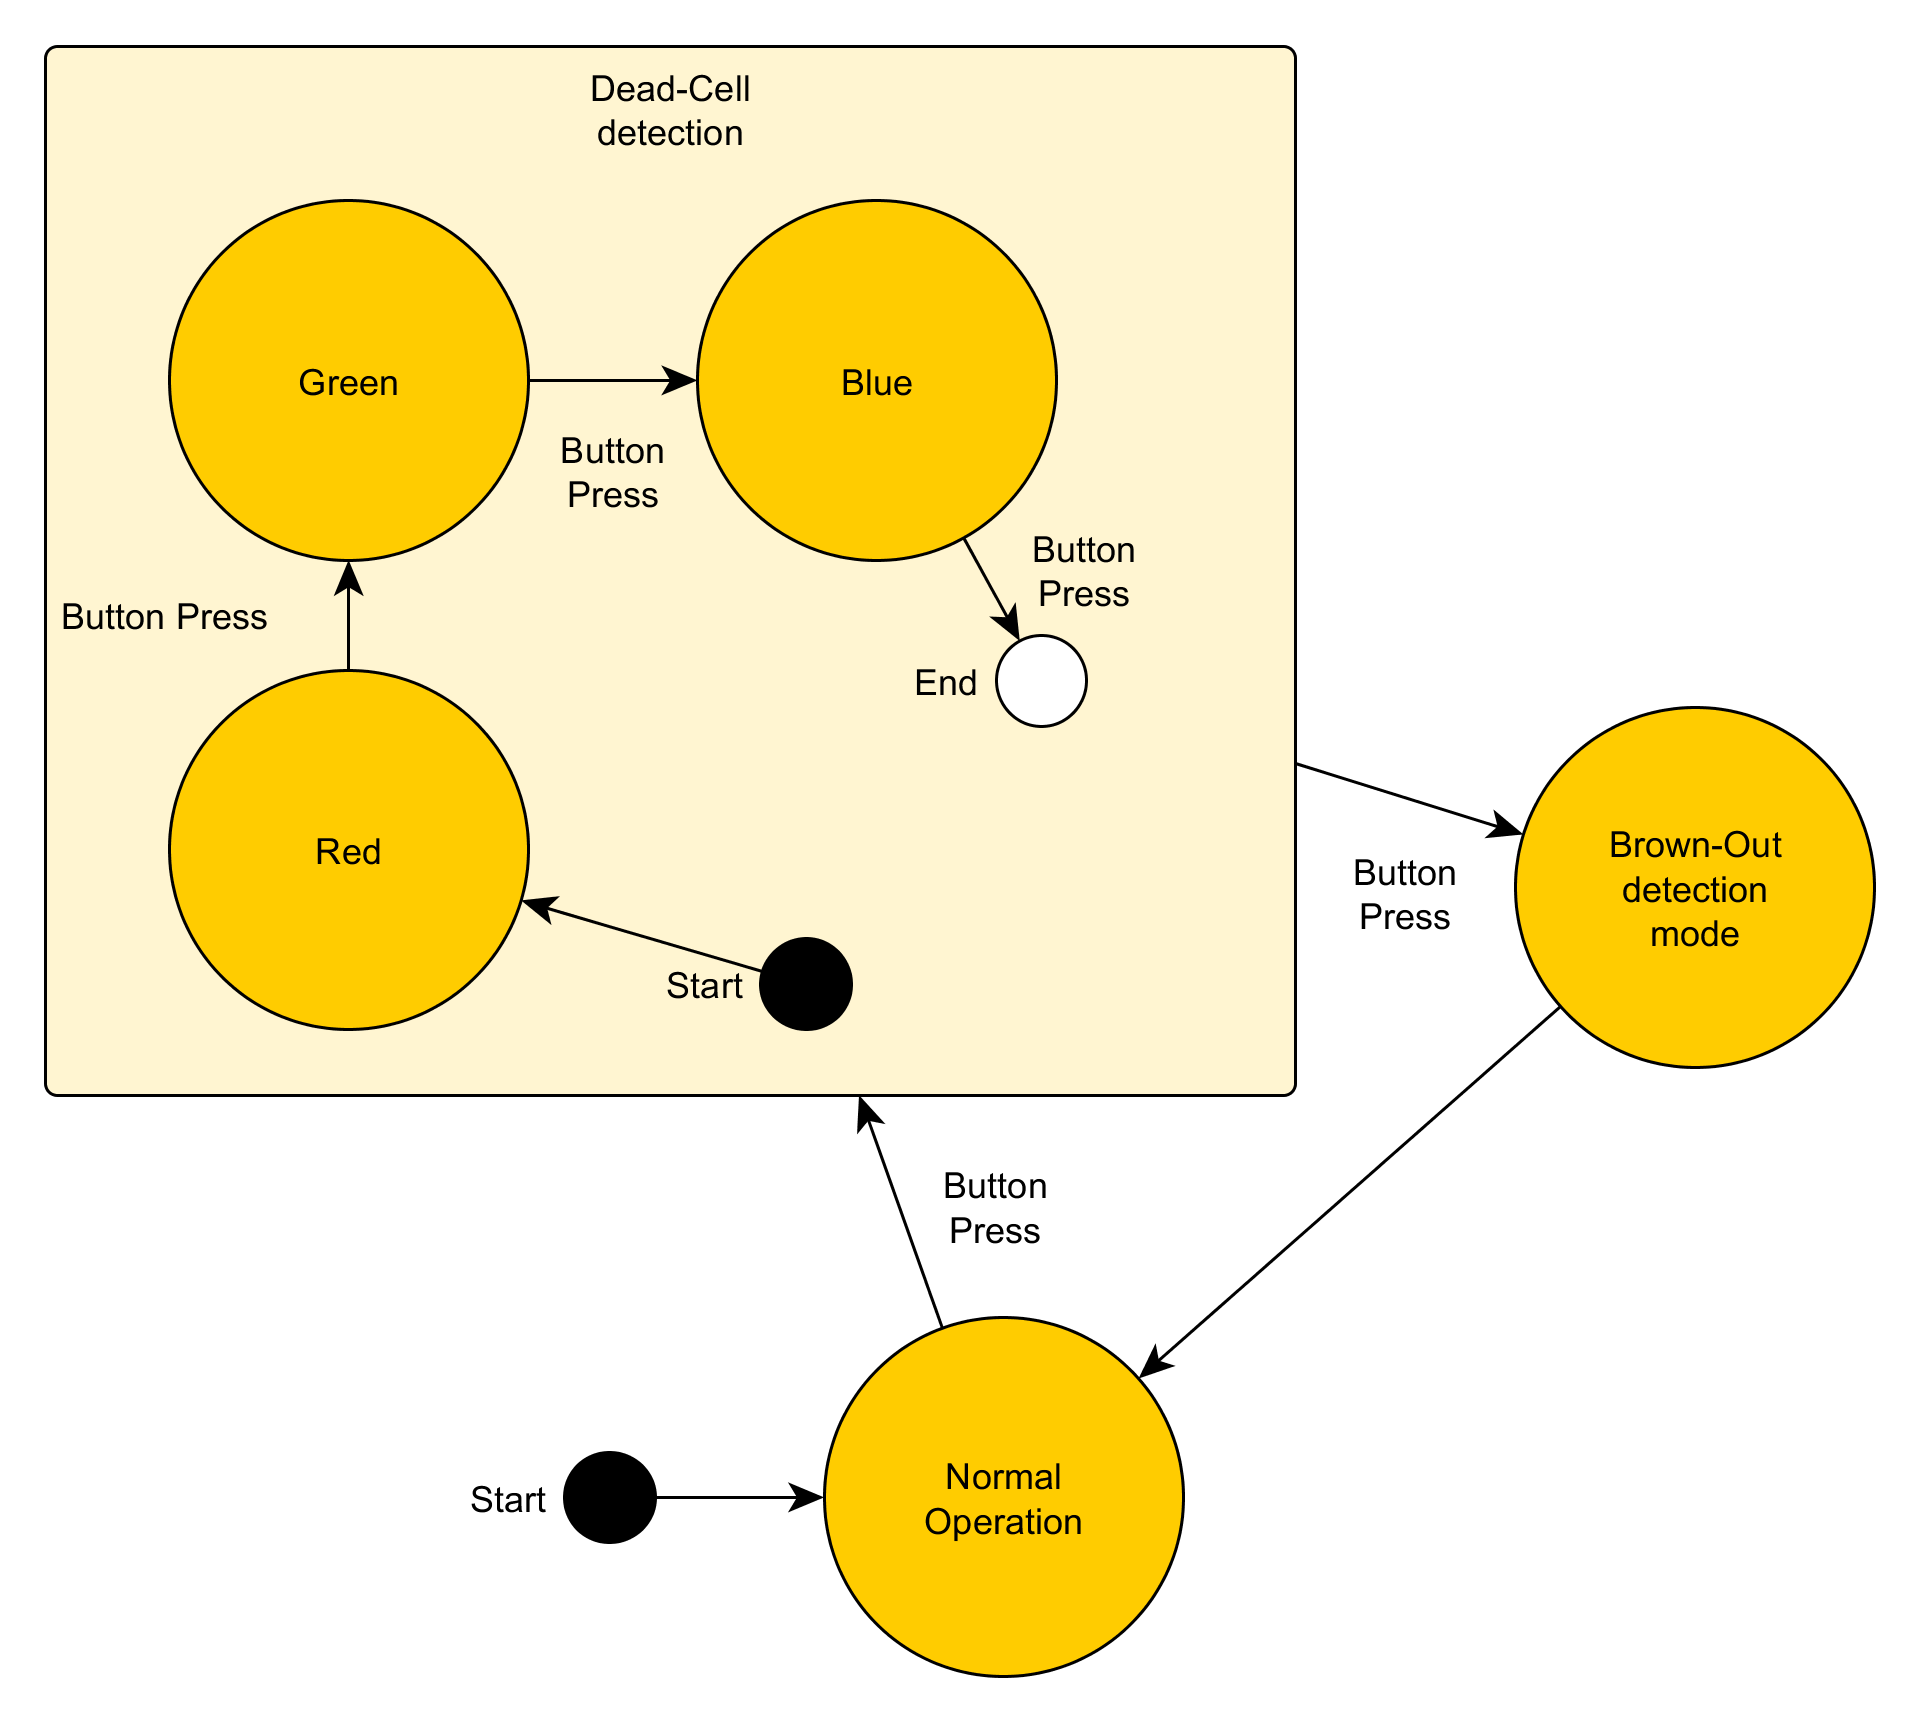 Dead-Cell
detection
Green
Blue
Button
Press
Button
Press
Button Press
End
Red
Start
Brown-Out
detection
mode
Button
Press
Button
Press
Start
Normal
Operation